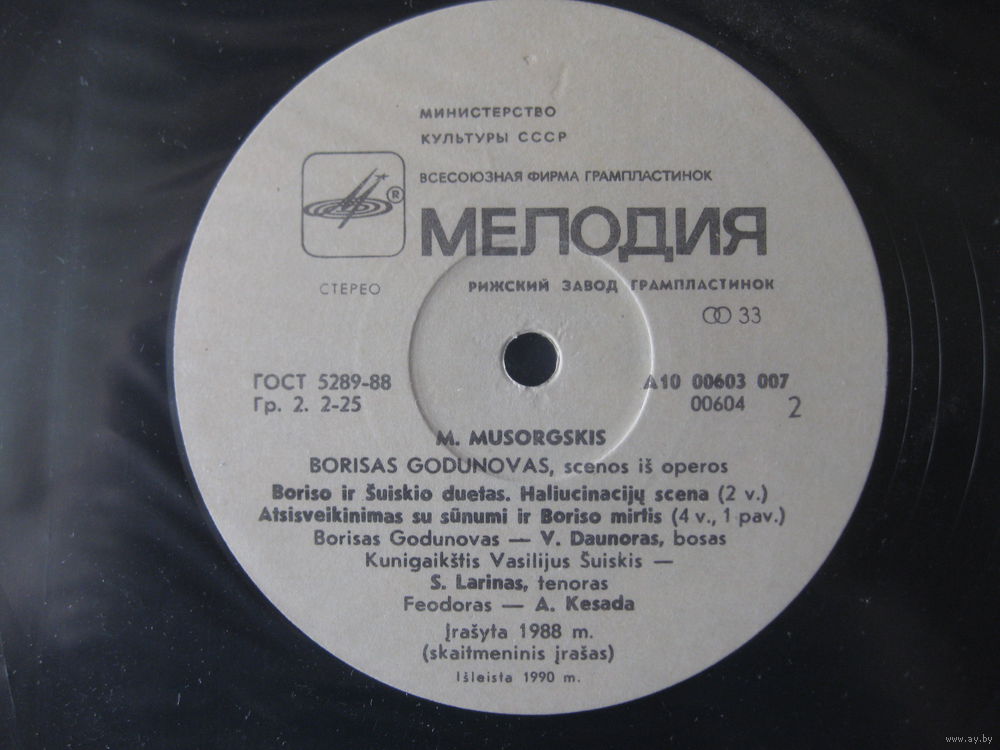 МИНИСТЕРСТВО
КУЛЬТУРЫ СССР
ВСЕСОЮЗНАЯ ФИРМА ГРАМПЛАСТИНОК
®
МЕЛОДИЯ
СТЕРЕО
РИЖСКИЙ ЗАВОД ГРАМПЛАСТИНОК
33
ГОСТ 5289-88
Гр. 2. 2-25
А10 00603 007
00604
2
M. MUSORGSKIS
BORISAS GODUNOVAS, scenos iš operos
Boriso ir Šuiskio duetas. Haliucinacijų scena (2 v.)
Atsisveikinimas su sūnumi ir Boriso mirtis (4 v., 1 pav.)
Borisas Godunovas — V. Daunoras, bosas
Kunigaikštis Vasilijus Šuiskis —
S. Larinas, tenoras
Feodoras — A. Kesada
Įrašyta 1988 m.
(skaitmeninis įrašas)
Išleista 1990 m.
www.ay.by